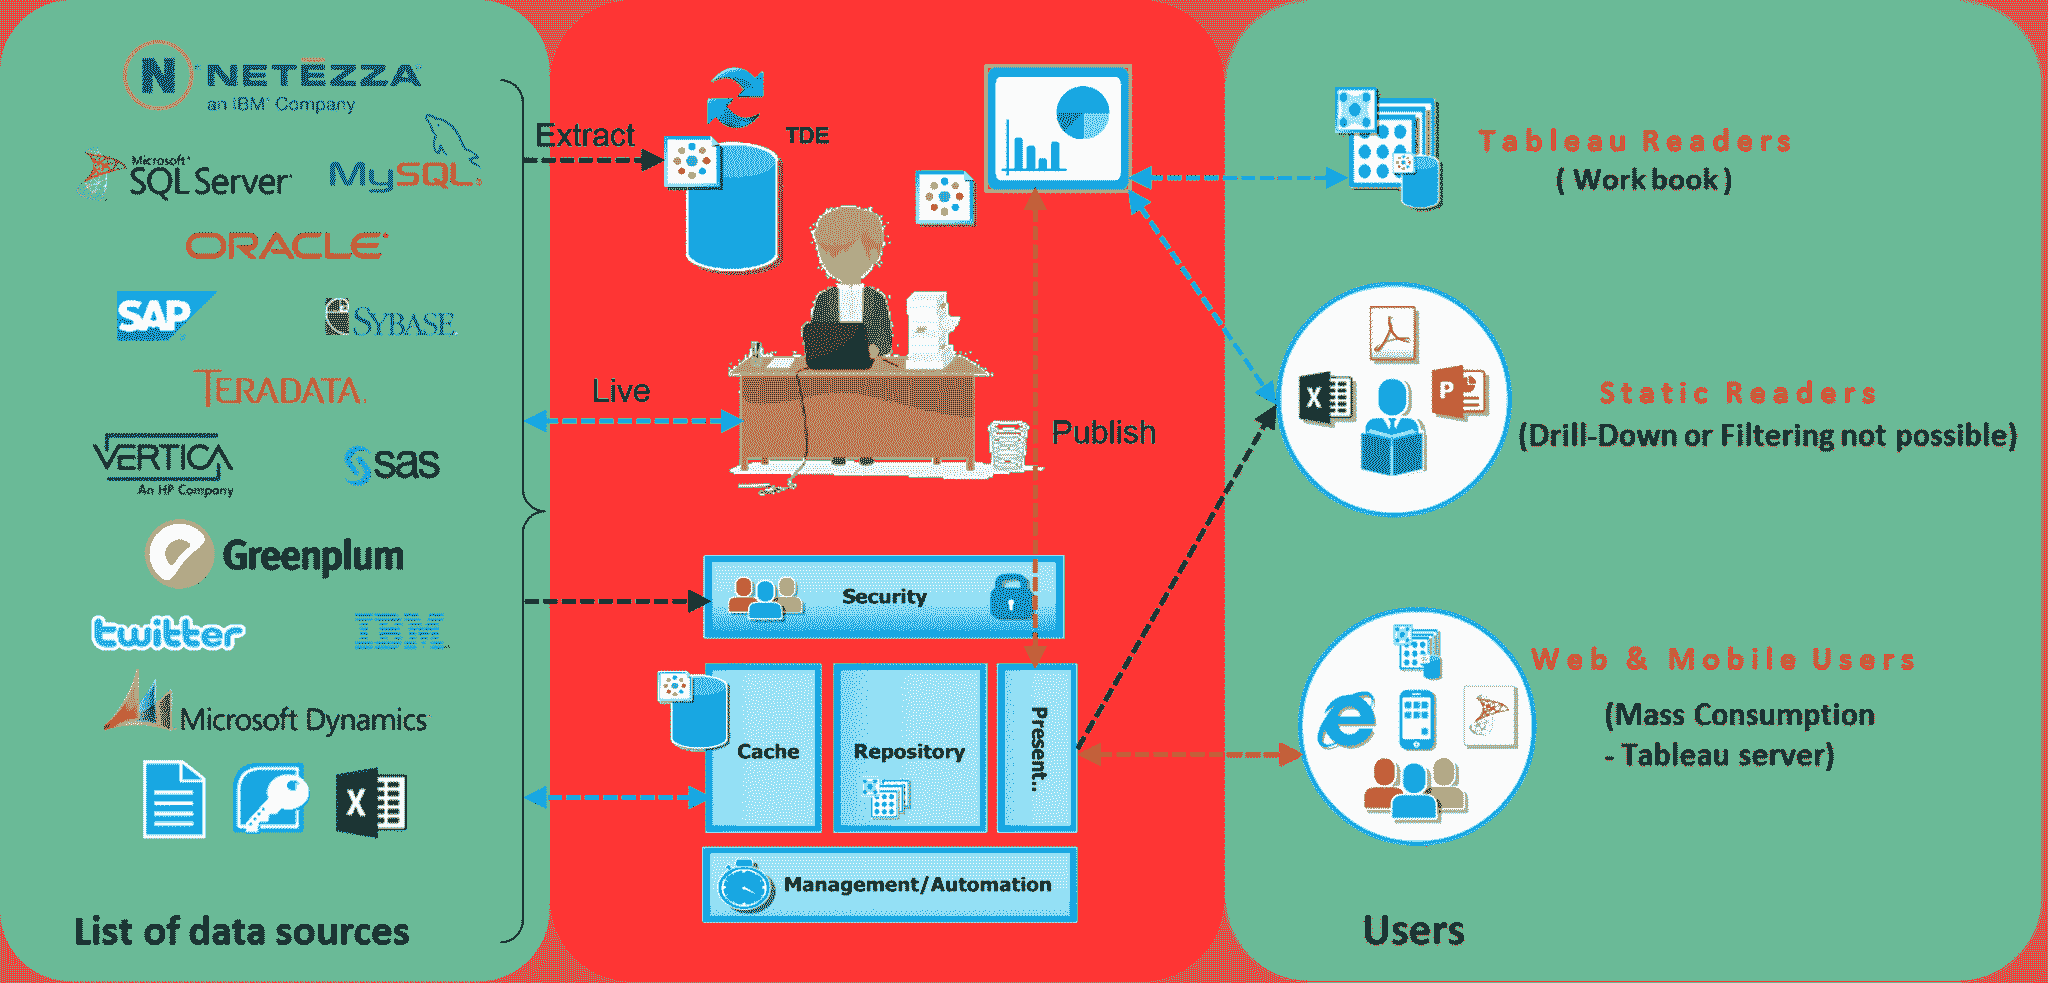 N NETEZZA
an IBM Company
Microsoft
SQL Server
MySQL
ORACLE
SAP
SYBASE
TERADATA
VERTICA
An HP Company
sas
Greenplum
twitter
IBM
Microsoft Dynamics
X
List of data sources
Extract
TDE
Live
Publish
Security
Cache
Repository
Present..
Management/Automation
Tableau Readers
( Work book )
X
P
Static Readers
(Drill-Down or Filtering not possible)
Web & Mobile Users
(Mass Consumption
- Tableau server)
Users